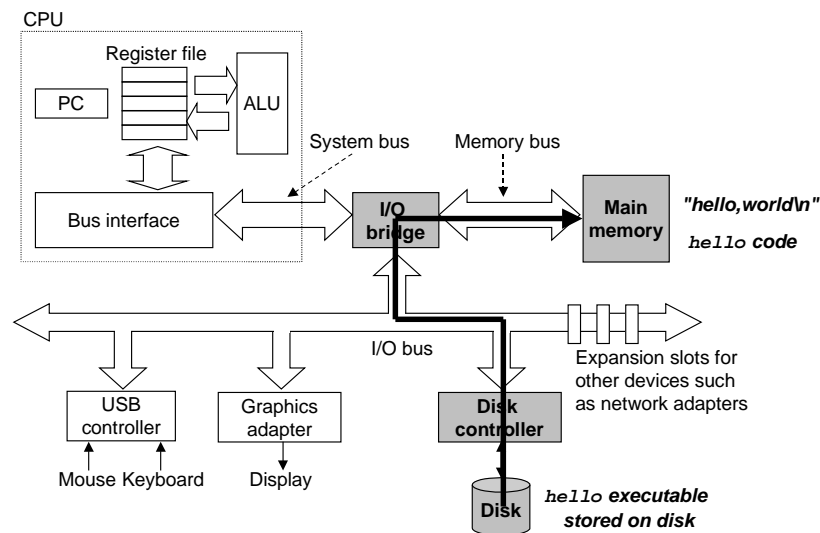 CPU
Register file
PC
ALU
System bus
Memory bus
Bus interface
I/O
bridge
Main
memory
"hello,world\n"
hello code
I/O bus
Expansion slots for
other devices such
as network adapters
USB
controller
Graphics
adapter
Disk
controller
Mouse Keyboard
Display
Disk
hello executable
stored on disk